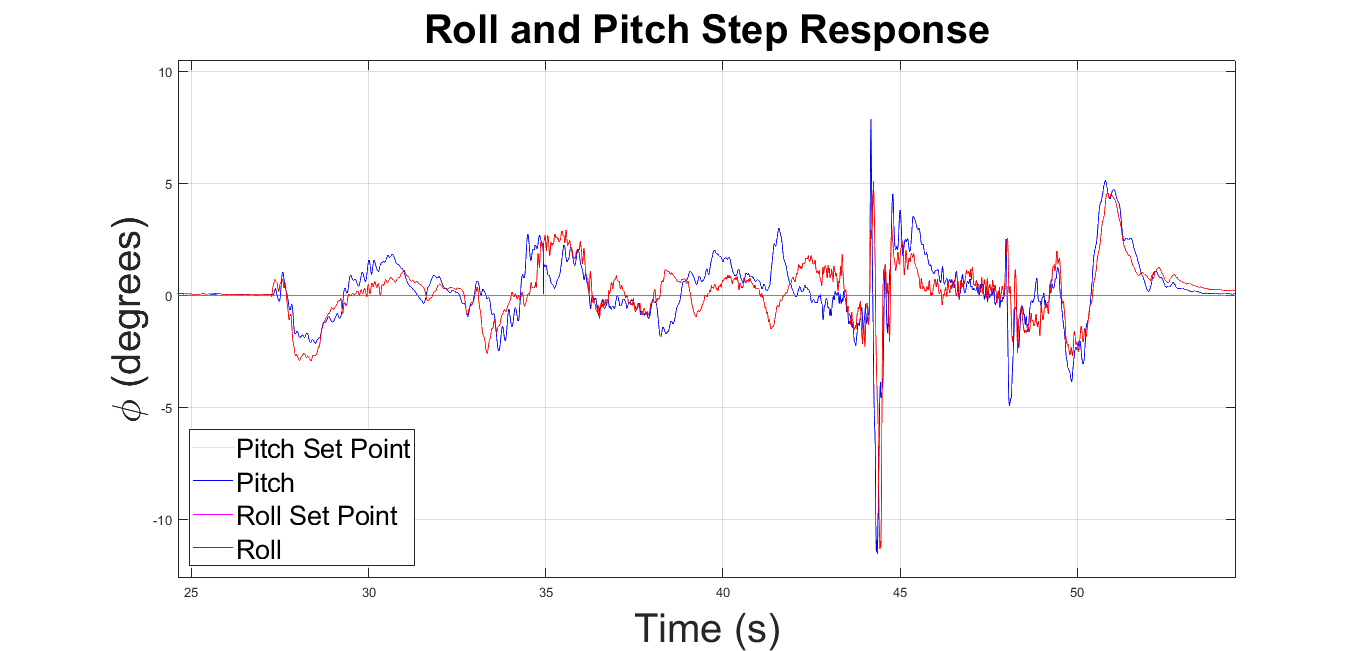 Roll and Pitch Step Response
ϕ (degrees)
10
5
0
-5
-10
Pitch Set Point
Pitch
Roll Set Point
Roll
25 30 35 40 45 50
Time (s)